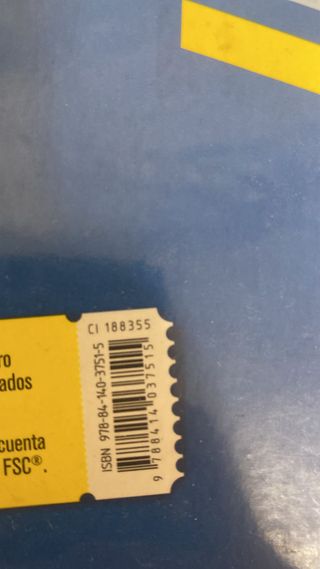 ro
ados
cuenta
FSC®.
CI 188355
ISBN 978-84-140-3751-5
9 788414 037515